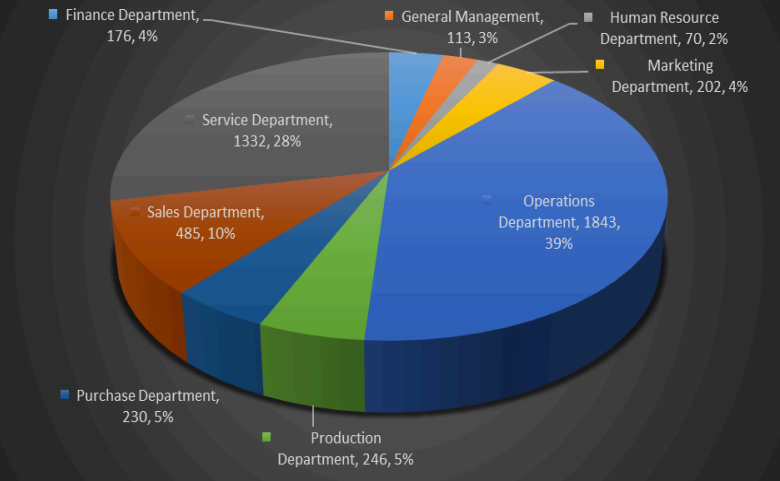 Finance Department,
176, 4%
General Management,
113, 3%
Human Resource
Department, 70, 2%
Marketing
Department, 202, 4%
Service Department,
1332, 28%
Operations
Department, 1843,
39%
Sales Department,
485, 10%
Purchase Department,
230, 5%
Production
Department, 246, 5%